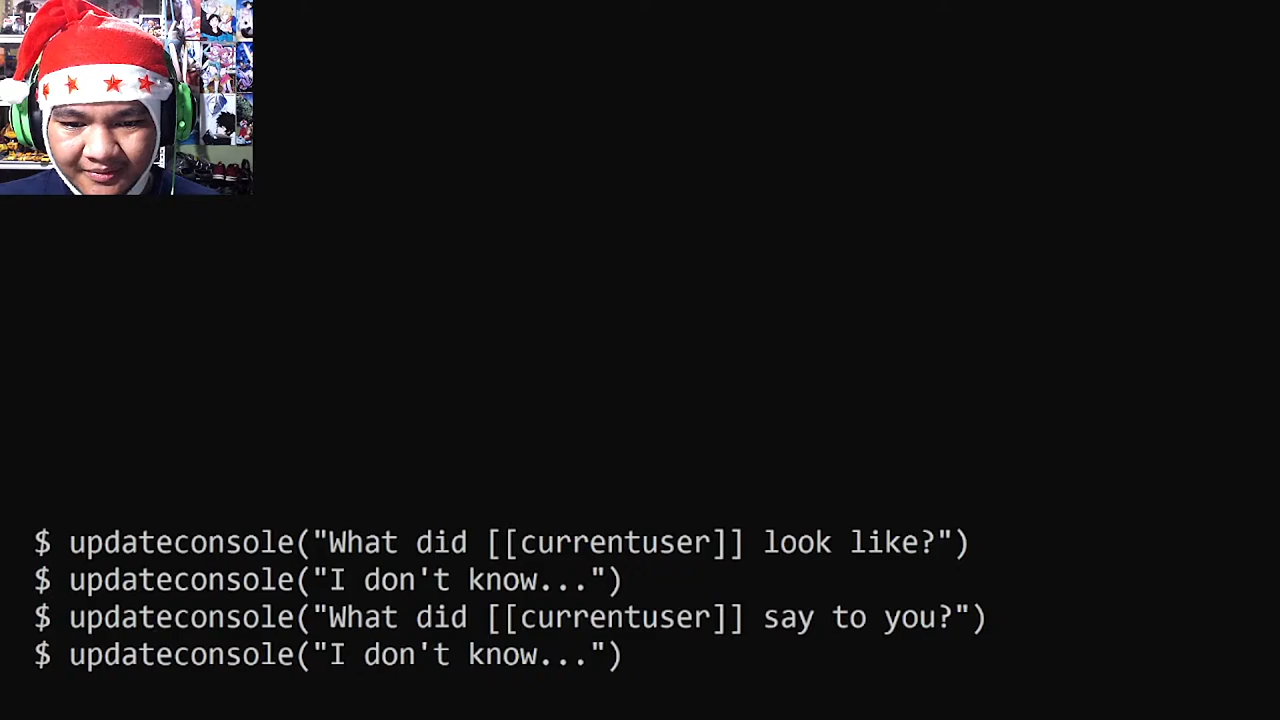 $ updateconsole("What did [[currentuser]] look like?")
$ updateconsole("I don't know...")
$ updateconsole("What did [[currentuser]] say to you?")
$ updateconsole("I don't know...")